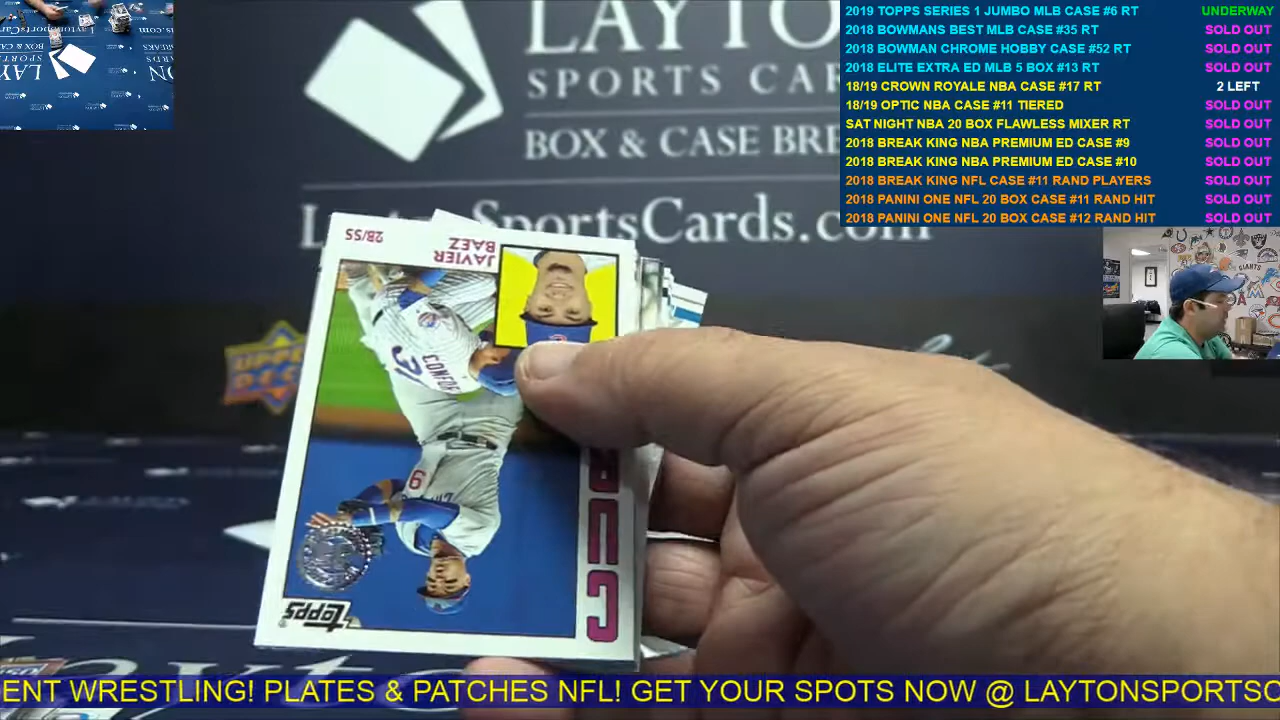 2019 TOPPS SERIES 1 JUMBO MLB CASE #6 RT UNDERWAY
2018 BOWMANS BEST MLB CASE #35 RT SOLD OUT
2018 BOWMAN CHROME HOBBY CASE #52 RT SOLD OUT
2018 ELITE EXTRA ED MLB 5 BOX #13 RT SOLD OUT
18/19 CROWN ROYALE NBA CASE #17 RT 2 LEFT
18/19 OPTIC NBA CASE #11 TIERED SOLD OUT
SAT NIGHT NBA 20 BOX FLAWLESS MIXER RT SOLD OUT
2018 BREAK KING NBA PREMIUM ED CASE #9 SOLD OUT
2018 BREAK KING NBA PREMIUM ED CASE #10 SOLD OUT
2018 BREAK KING NFL CASE #11 RAND PLAYERS SOLD OUT
2018 PANINI ONE NFL 20 BOX CASE #11 RAND HIT SOLD OUT
2018 PANINI ONE NFL 20 BOX CASE #12 RAND HIT SOLD OUT
LAYTO
SPORTS CAR
BOX & CASE BRE
SportsCards.com
UPPER
2B/SS
JAVIER
BAEZ
CONFO
9
topps
GIANTS
ENT WRESTLING! PLATES & PATCHES NFL! GET YOUR SPOTS NOW @ LAYTONSPORTSC